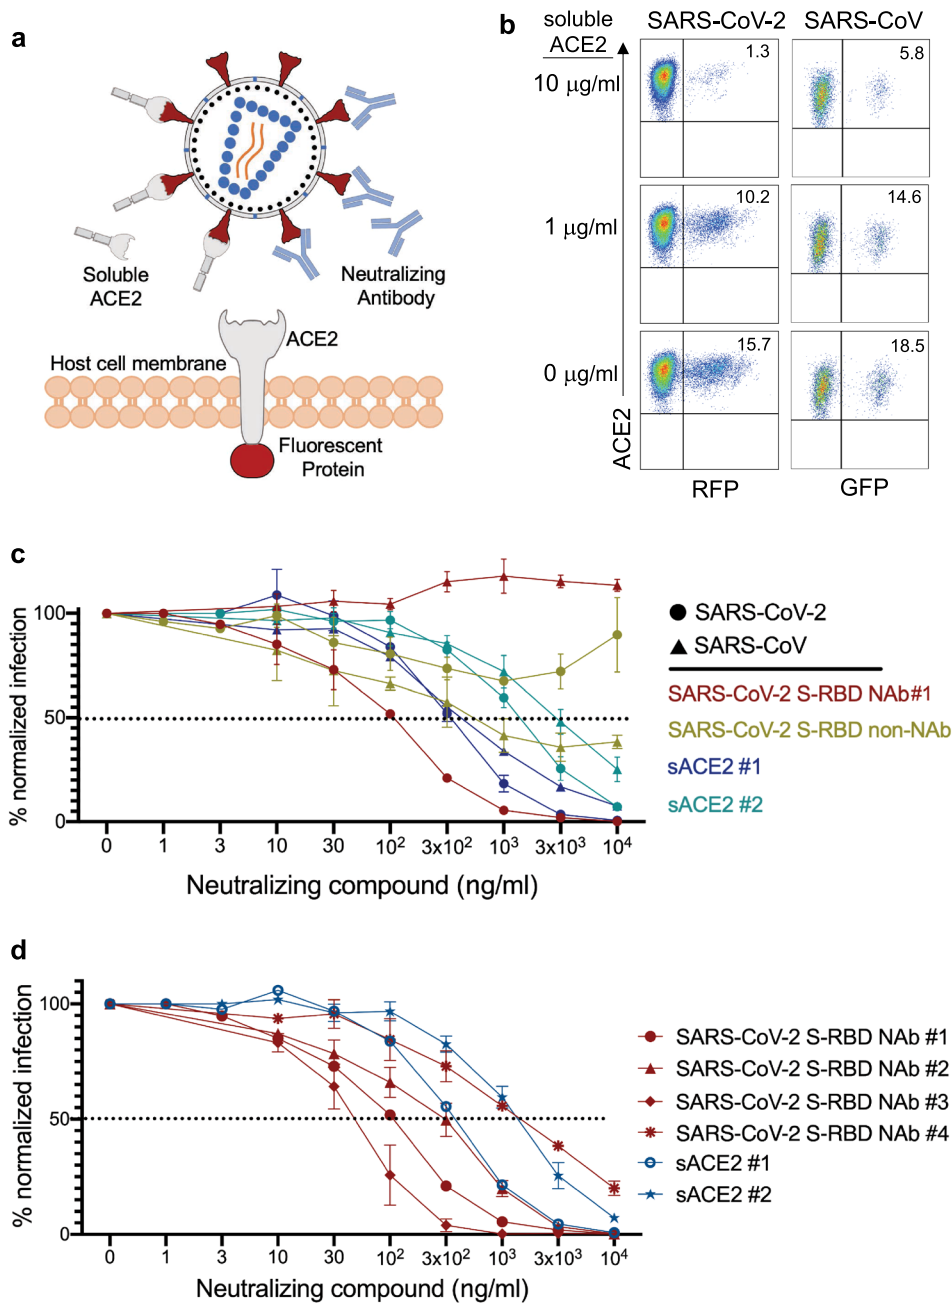 a
Soluble
ACE2
Neutralizing
Antibody
ACE2
Host cell membrane
Fluorescent
Protein
b
soluble
ACE2
SARS-CoV-2
SARS-CoV
10 μg/ml
1.3
5.8
1 μg/ml
10.2
14.6
0 μg/ml
15.7
18.5
ACE2
RFP
GFP
c
% normalized infection
100
50
0
0 1 3 10 30 10² 3x10² 10³ 3x10³ 10⁴
Neutralizing compound (ng/ml)
SARS-CoV-2
SARS-CoV
SARS-CoV-2 S-RBD NAb#1
SARS-CoV-2 S-RBD non-NAb
sACE2 #1
sACE2 #2
d
% normalized infection
100
50
0
0 1 3 10 30 10² 3x10² 10³ 3x10³ 10⁴
Neutralizing compound (ng/ml)
SARS-CoV-2 S-RBD NAb #1
SARS-CoV-2 S-RBD NAb #2
SARS-CoV-2 S-RBD NAb #3
SARS-CoV-2 S-RBD NAb #4
sACE2 #1
sACE2 #2